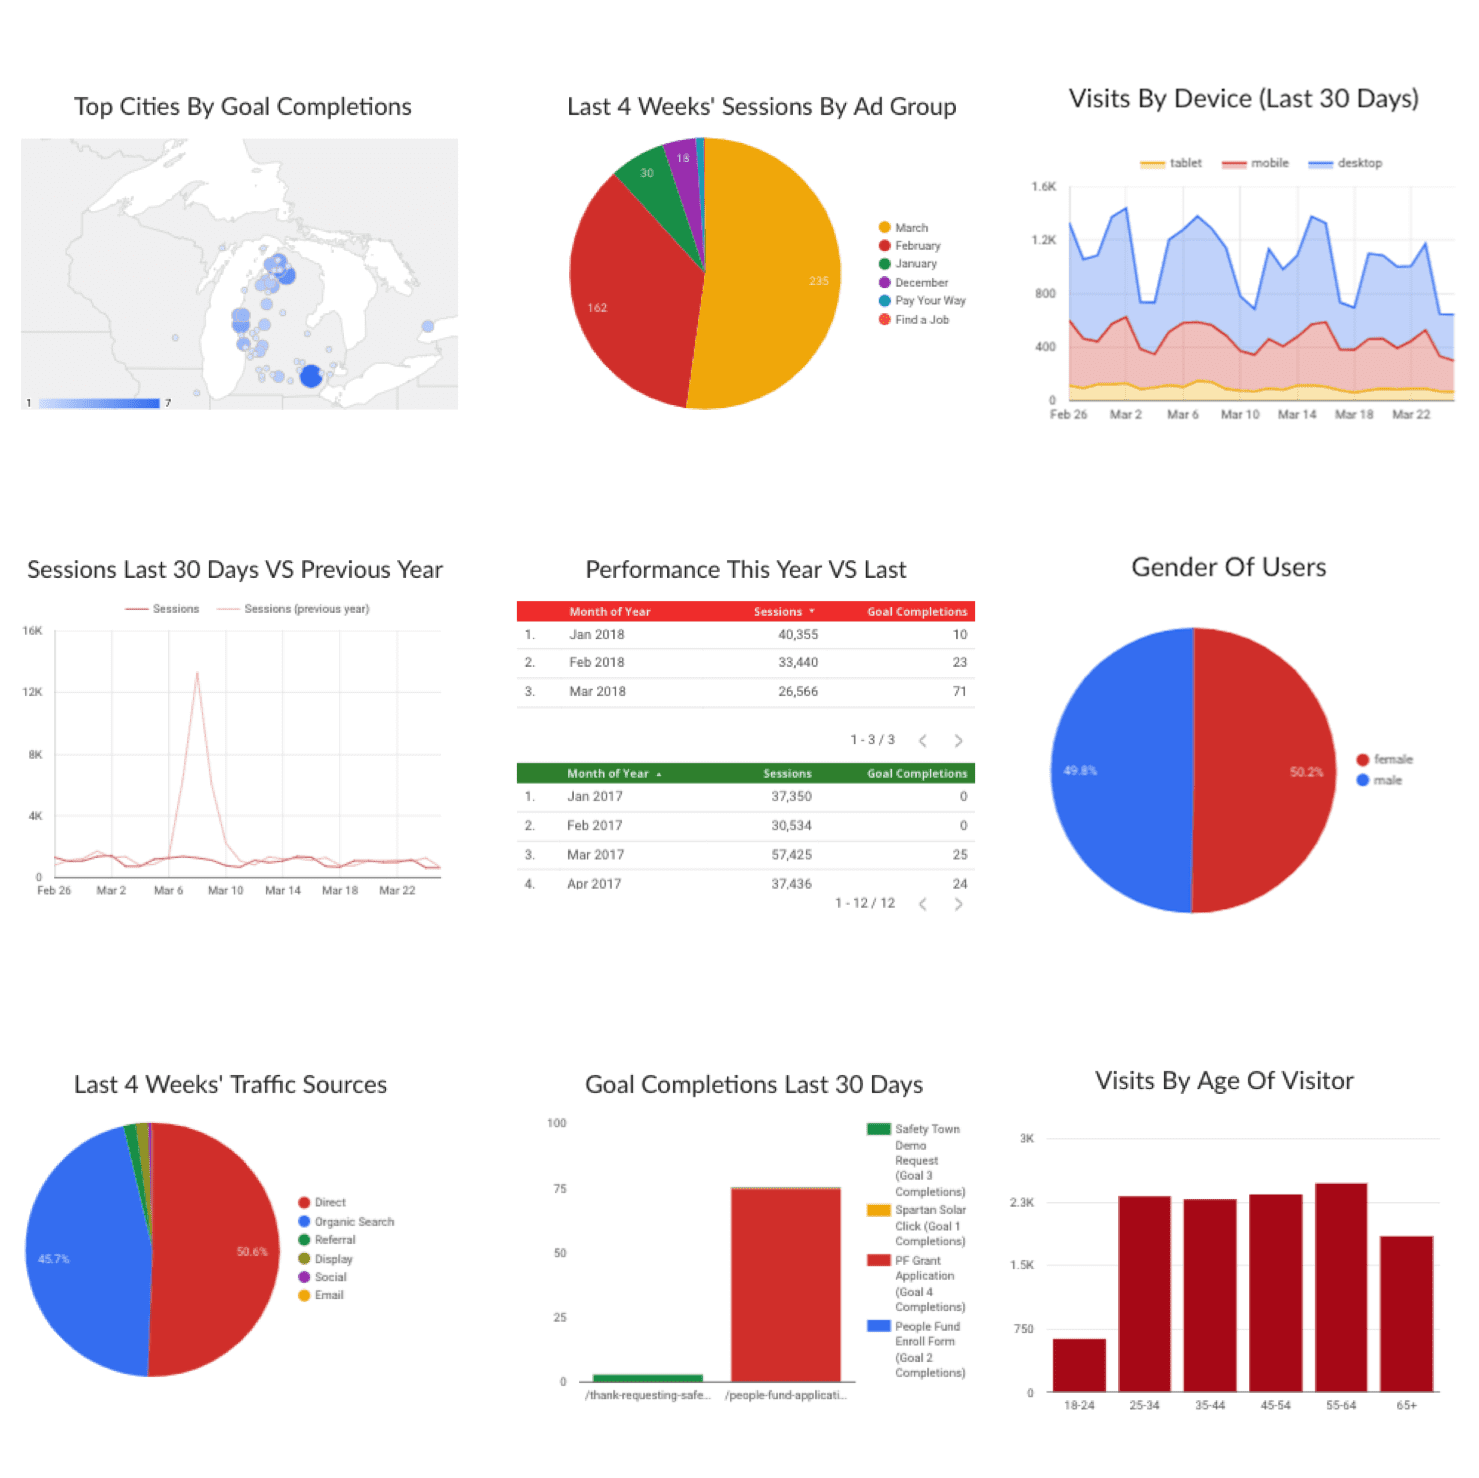 Top Cities By Goal Completions
1
7
Last 4 Weeks' Sessions By Ad Group
30
18
235
162
March
February
January
December
Pay Your Way
Find a Job
Visits By Device (Last 30 Days)
tablet mobile desktop
1.6K
1.2K
800
400
0
Feb 26 Mar 2 Mar 6 Mar 10 Mar 14 Mar 18 Mar 22
Sessions Last 30 Days VS Previous Year
Sessions Sessions (previous year)
16K
12K
8K
4K
0
Feb 26 Mar 2 Mar 6 Mar 10 Mar 14 Mar 18 Mar 22
Performance This Year VS Last
Month of Year Sessions ▼ Goal Completions
1. Jan 2018 40,355 10
2. Feb 2018 33,440 23
3. Mar 2018 26,566 71
1 - 3 / 3 < >
Month of Year ▲ Sessions Goal Completions
1. Jan 2017 37,350 0
2. Feb 2017 30,534 0
3. Mar 2017 57,425 25
4. Apr 2017 37,436 24
1 - 12 / 12 < >
Gender Of Users
49.8%
50.2%
female
male
Last 4 Weeks' Traffic Sources
45.7%
50.6%
Direct
Organic Search
Referral
Display
Social
Email
Goal Completions Last 30 Days
100
75
50
25
0
/thank-requesting-safe... /people-fund-applicati...
Safety Town
Demo
Request
(Goal 3
Completions)
Spartan Solar
Click (Goal 1
Completions)
PF Grant
Application
(Goal 4
Completions)
People Fund
Enroll Form
(Goal 2
Completions)
Visits By Age Of Visitor
3K
2.3K
1.5K
750
0
18-24 25-34 35-44 45-54 55-64 65+